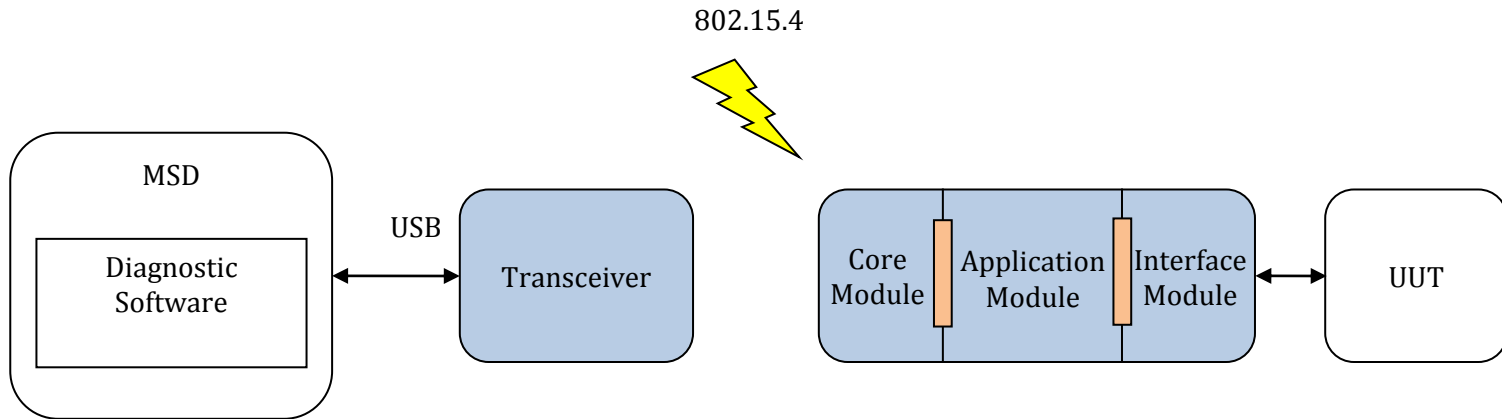 802.15.4
MSD
Diagnostic
Software
USB
Transceiver
Core
Module
Application
Module
Interface
Module
UUT